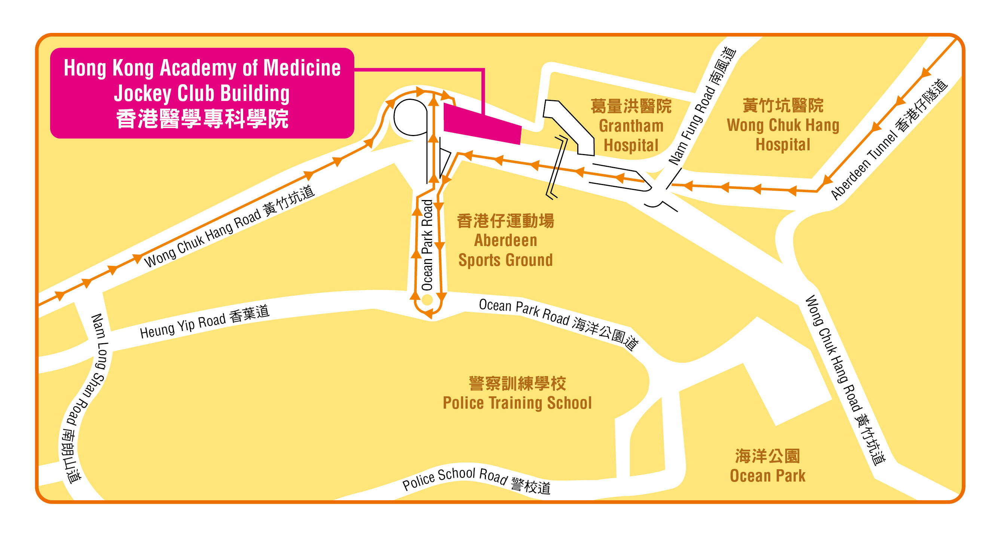 Hong Kong Academy of Medicine
Jockey Club Building
香港醫學專科學院
Nam Fung Road 南風道
葛量洪醫院
Grantham
Hospital
黃竹坑醫院
Wong Chuk Hang
Hospital
Aberdeen Tunnel 香港仔隧道
Wong Chuk Hang Road 黃竹坑道
Ocean Park Road
香港仔運動場
Aberdeen
Sports Ground
Nam Long Shan Road 南朗山道
Heung Yip Road 香葉道
Ocean Park Road 海洋公園道
Wong Chuk Hang Road 黃竹坑道
警察訓練學校
Police Training School
海洋公園
Ocean Park
Police School Road 警校道